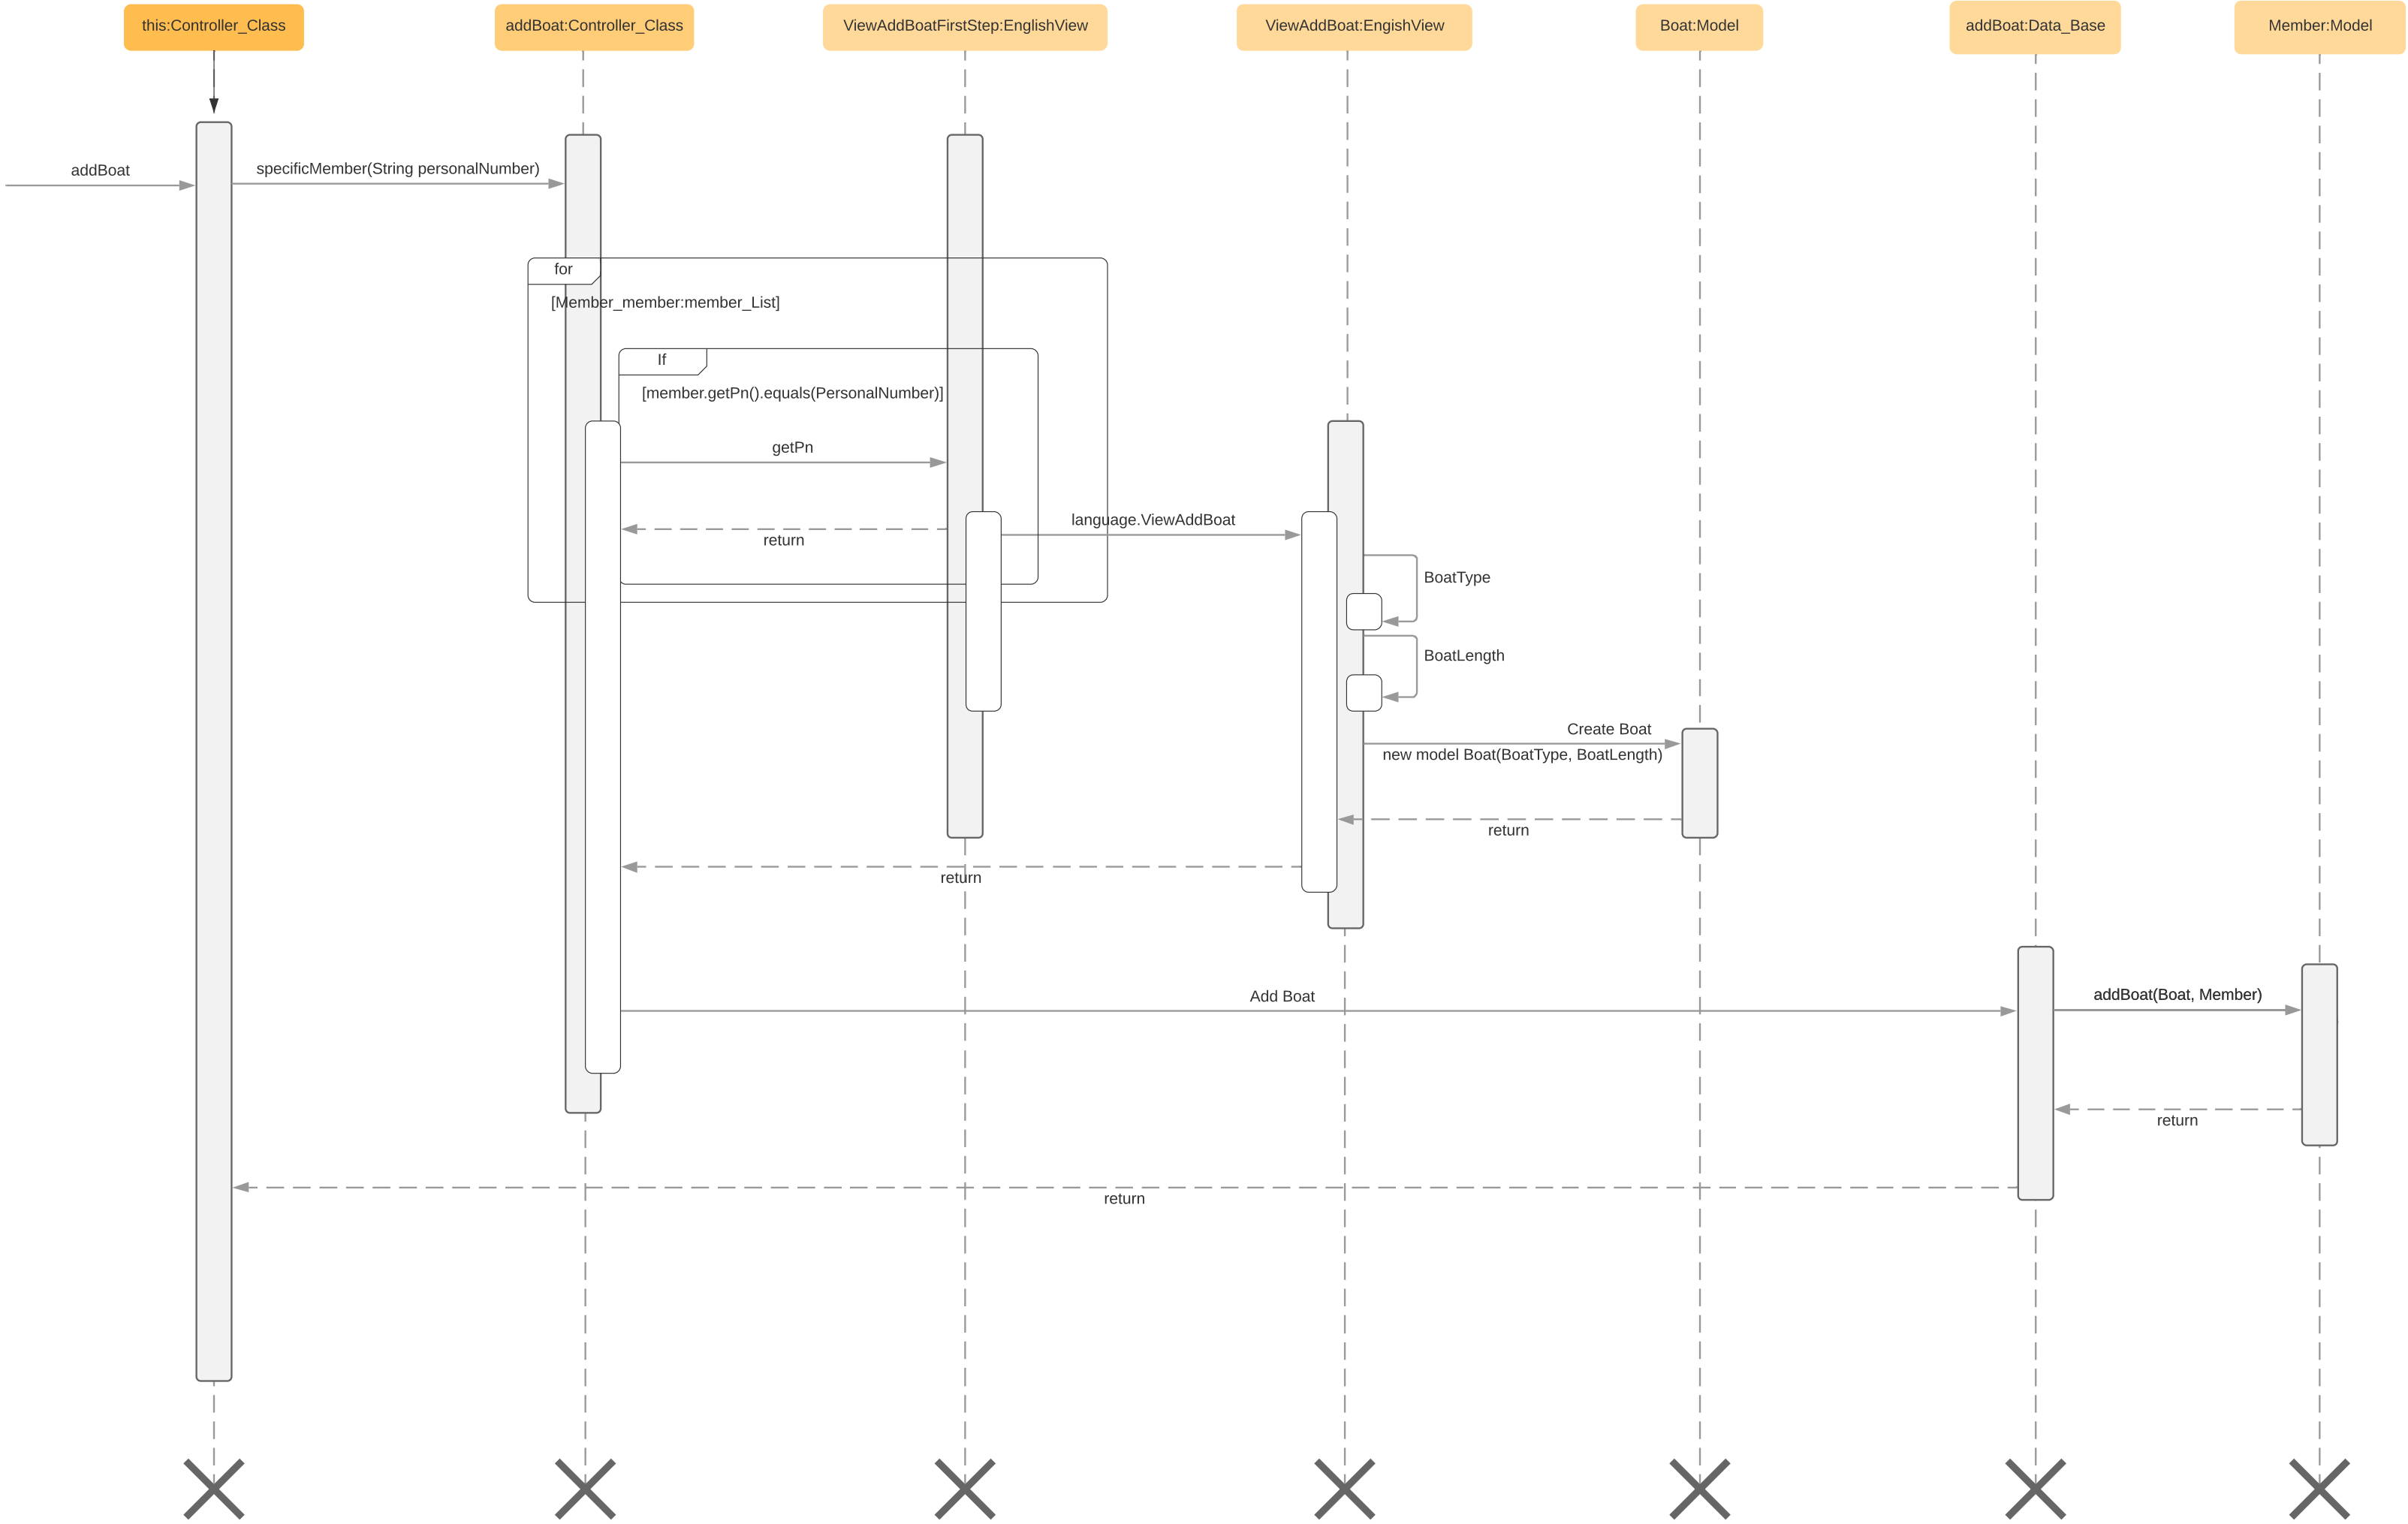 this:Controller_Class
addBoat:Controller_Class
ViewAddBoatFirstStep:EnglishView
ViewAddBoat:EngishView
Boat:Model
addBoat:Data_Base
Member:Model
addBoat
specificMember(String personalNumber)
for
[Member_member:member_List]
If
[member.getPn().equals(PersonalNumber)]
getPn
language.ViewAddBoat
return
BoatType
BoatLength
Create Boat
new model Boat(BoatType, BoatLength)
return
return
Add Boat
addBoat(Boat, Member)
return
return